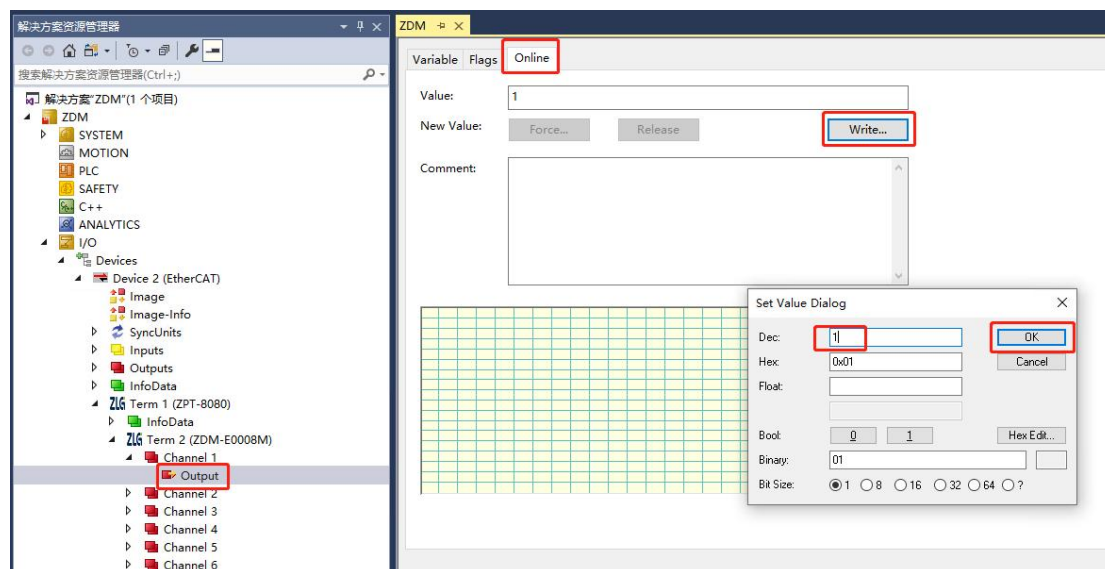 解决方案资源管理器
搜索解决方案资源管理器(Ctrl+;)
解决方案"ZDM"(1 个项目)
ZDM
SYSTEM
MOTION
PLC
SAFETY
C++
ANALYTICS
I/O
Devices
Device 2 (EtherCAT)
Image
Image-Info
SyncUnits
Inputs
Outputs
InfoData
ZLG Term 1 (ZPT-8080)
InfoData
ZLG Term 2 (ZDM-E0008M)
Channel 1
Output
Channel 2
Channel 3
Channel 4
Channel 5
Channel 6
ZDM
Variable Flags Online
Value: 1
New Value: Force... Release Write...
Comment:
Set Value Dialog
Dec: 1 OK
Hex: 0x01 Cancel
Float:
Bool: 0 1 Hex Edit...
Binary: 01
Bit Size: 1 8 16 32 64 ?